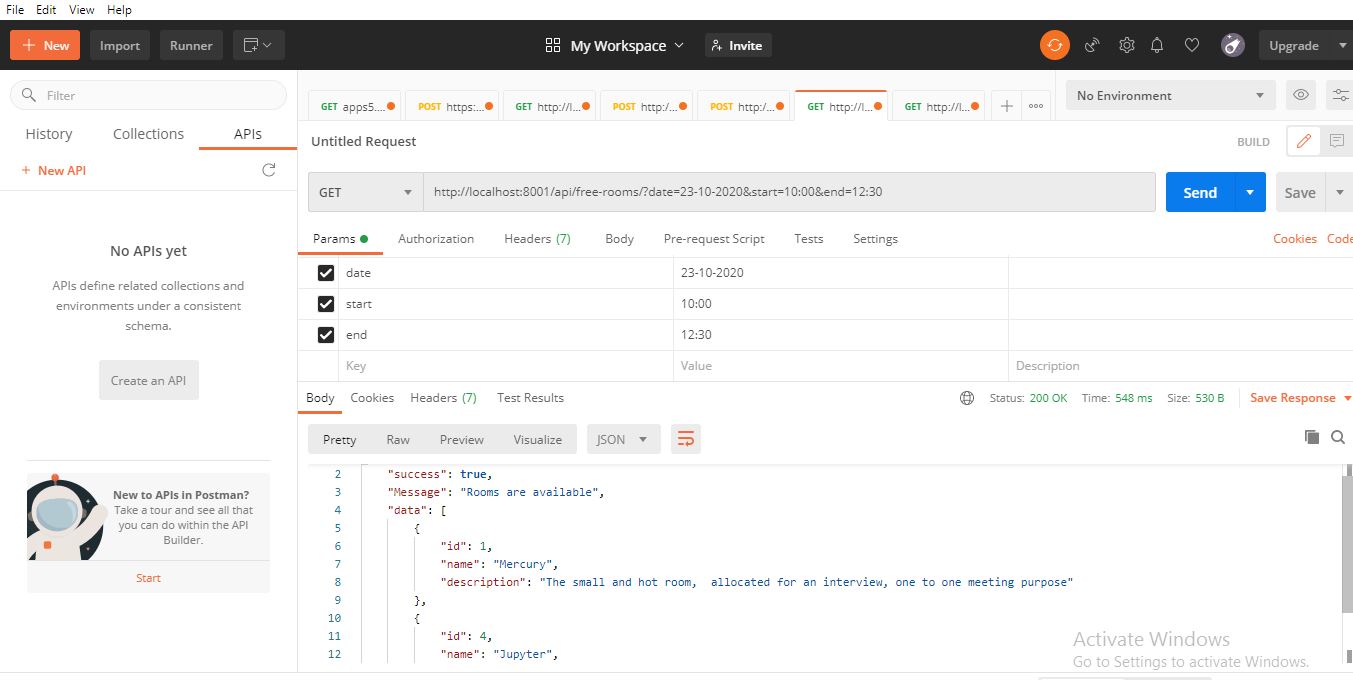 File Edit View Help
+ New Import Runner My Workspace Invite Upgrade
Filter
GET apps5.... POST https:... GET http://l... POST http:/... POST http:/... GET http://l... GET http://l... + ooo No Environment
History Collections APIs
Untitled Request BUILD
+ New API
GET http://localhost:8001/api/free-rooms/?date=23-10-2020&start=10:00&end=12:30 Send Save
Params Authorization Headers (7) Body Pre-request Script Tests Settings Cookies Code
No APIs yet
APIs define related collections and
environments under a consistent
schema.
Create an API
date 23-10-2020
start 10:00
end 12:30
Key Value Description
Body Cookies Headers (7) Test Results Status: 200 OK Time: 548 ms Size: 530 B Save Response
Pretty Raw Preview Visualize JSON
2 "success": true,
3 "Message": "Rooms are available",
4 "data": [
5 {
6 "id": 1,
7 "name": "Mercury",
8 "description": "The small and hot room,  allocated for an interview, one to one meeting purpose"
9 },
10 {
11 "id": 4,
12 "name": "Jupyter",
New to APIs in Postman?
Take a tour and see all that
you can do within the API
Builder.
Start
Activate Windows
Go to Settings to activate Windows.